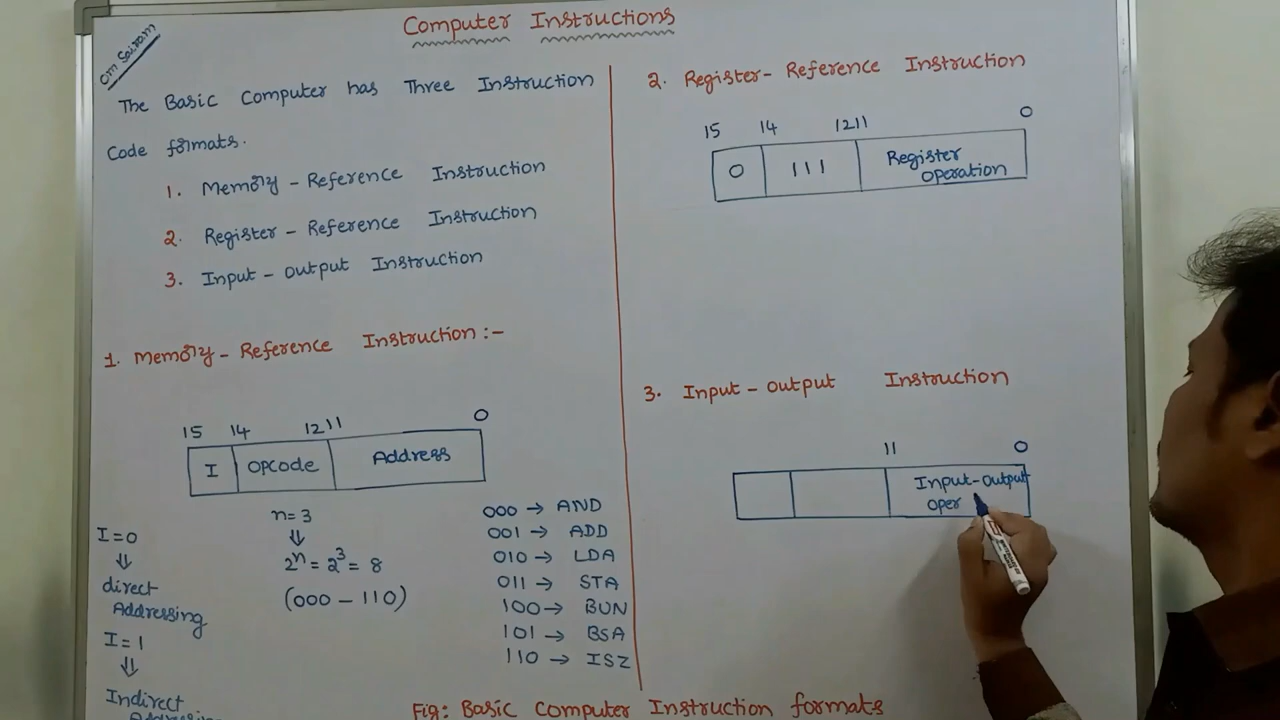 Om Sairam
Computer Instructions
The Basic Computer has Three Instruction
Code formats.
1. Memory - Reference Instruction
2. Register - Reference Instruction
3. Input - output Instruction
1. Memory - Reference Instruction :-
15 14 12 11 0
I OPCode Address
n=3
⇓
2^n = 2^3 = 8
(000 - 110)
I=0
⇓
direct
Addressing
I=1
⇓
Indirect
Addressing
000 → AND
001 → ADD
010 → LDA
011 → STA
100 → BUN
101 → BSA
110 → ISZ
2. Register - Reference Instruction
15 14 12 11 0
0 111 Register
operation
3. Input - output Instruction
11 0
Input-output
oper
Fig: Basic Computer Instruction formats